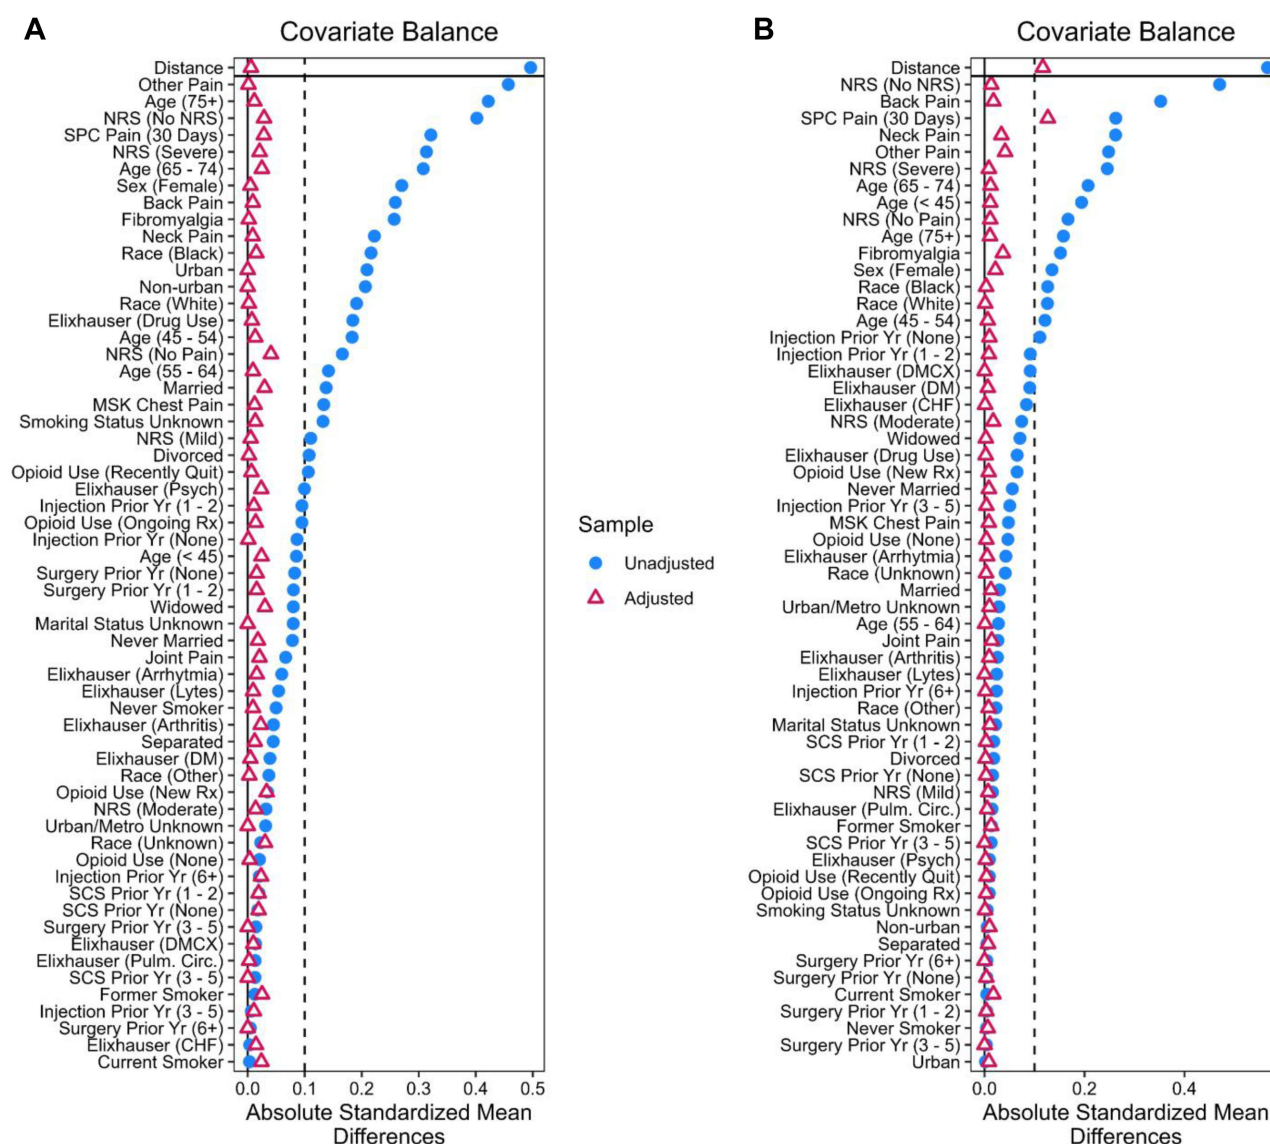 A
Covariate Balance
Distance
Other Pain
Age (75+)
NRS (No NRS)
SPC Pain (30 Days)
NRS (Severe)
Age (65 - 74)
Sex (Female)
Back Pain
Fibromyalgia
Neck Pain
Race (Black)
Urban
Non-urban
Race (White)
Elixhauser (Drug Use)
Age (45 - 54)
NRS (No Pain)
Age (55 - 64)
Married
MSK Chest Pain
Smoking Status Unknown
NRS (Mild)
Divorced
Opioid Use (Recently Quit)
Elixhauser (Psych)
Injection Prior Yr (1 - 2)
Opioid Use (Ongoing Rx)
Injection Prior Yr (None)
Age (< 45)
Surgery Prior Yr (None)
Surgery Prior Yr (1 - 2)
Widowed
Marital Status Unknown
Never Married
Joint Pain
Elixhauser (Arrhytmia)
Elixhauser (Lytes)
Never Smoker
Elixhauser (Arthritis)
Separated
Elixhauser (DM)
Race (Other)
Opioid Use (New Rx)
NRS (Moderate)
Urban/Metro Unknown
Race (Unknown)
Opioid Use (None)
Injection Prior Yr (6+)
SCS Prior Yr (1 - 2)
SCS Prior Yr (None)
Surgery Prior Yr (3 - 5)
Elixhauser (DMCX)
Elixhauser (Pulm. Circ.)
SCS Prior Yr (3 - 5)
Former Smoker
Injection Prior Yr (3 - 5)
Surgery Prior Yr (6+)
Elixhauser (CHF)
Current Smoker
0.0 0.1 0.2 0.3 0.4 0.5
Absolute Standardized Mean
Differences
Sample
Unadjusted
Adjusted
B
Covariate Balance
Distance
NRS (No NRS)
Back Pain
SPC Pain (30 Days)
Neck Pain
Other Pain
NRS (Severe)
Age (65 - 74)
Age (< 45)
NRS (No Pain)
Age (75+)
Fibromyalgia
Sex (Female)
Race (Black)
Race (White)
Age (45 - 54)
Injection Prior Yr (None)
Injection Prior Yr (1 - 2)
Elixhauser (DMCX)
Elixhauser (DM)
Elixhauser (CHF)
NRS (Moderate)
Widowed
Elixhauser (Drug Use)
Opioid Use (New Rx)
Never Married
Injection Prior Yr (3 - 5)
MSK Chest Pain
Opioid Use (None)
Elixhauser (Arrhytmia)
Race (Unknown)
Married
Urban/Metro Unknown
Age (55 - 64)
Joint Pain
Elixhauser (Arthritis)
Elixhauser (Lytes)
Injection Prior Yr (6+)
Race (Other)
Marital Status Unknown
SCS Prior Yr (1 - 2)
Divorced
SCS Prior Yr (None)
NRS (Mild)
Elixhauser (Pulm. Circ.)
Former Smoker
SCS Prior Yr (3 - 5)
Elixhauser (Psych)
Opioid Use (Recently Quit)
Opioid Use (Ongoing Rx)
Smoking Status Unknown
Non-urban
Separated
Surgery Prior Yr (6+)
Surgery Prior Yr (None)
Current Smoker
Surgery Prior Yr (1 - 2)
Never Smoker
Surgery Prior Yr (3 - 5)
Urban
0.0 0.2 0.4
Absolute Standardized Mean
Differences